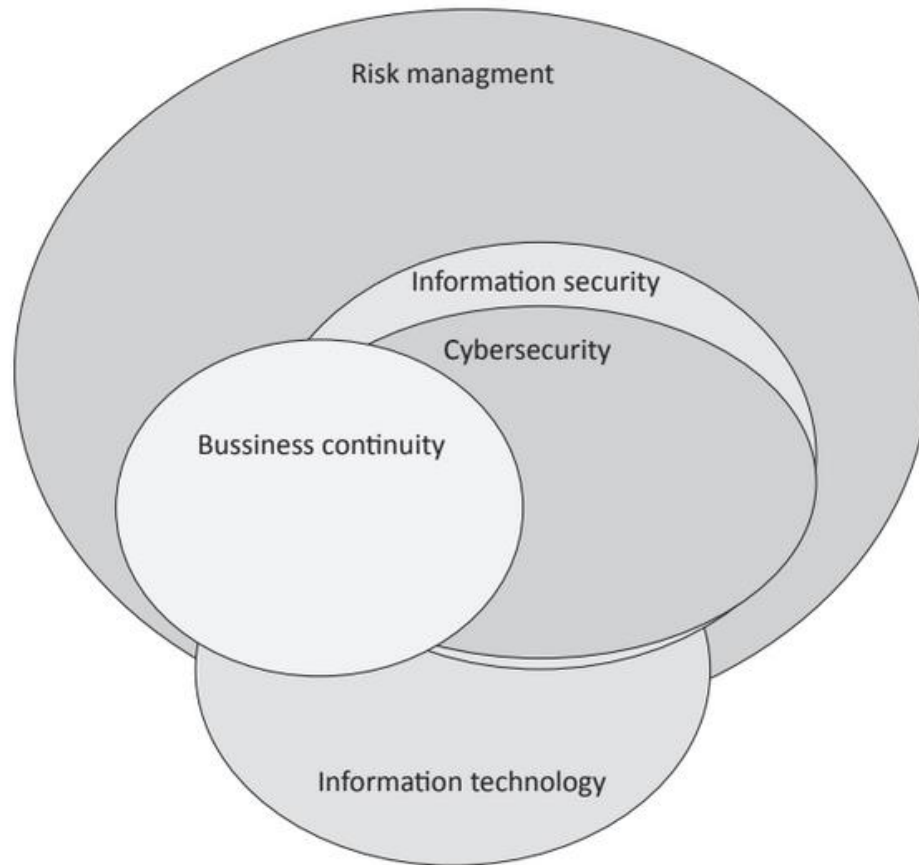 Risk managment
Information security
Cybersecurity
Bussiness continuity
Information technology